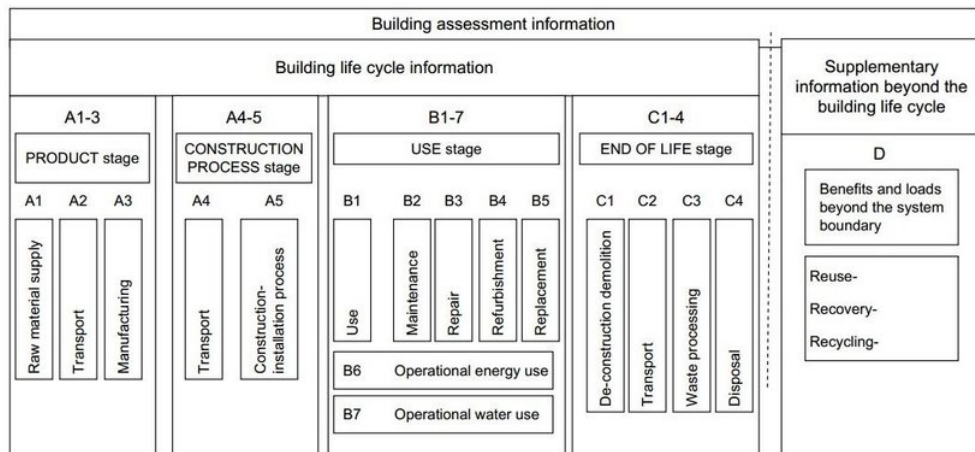 Building assessment information
Building life cycle information
Supplementary
information beyond the
building life cycle
A1-3
PRODUCT stage
A1 A2 A3
Raw material supply
Transport
Manufacturing
A4-5
CONSTRUCTION
PROCESS stage
A4 A5
Transport
Construction-
installation process
B1-7
USE stage
B1 B2 B3 B4 B5
Use
Maintenance
Repair
Refurbishment
Replacement
B6 Operational energy use
B7 Operational water use
C1-4
END OF LIFE stage
C1 C2 C3 C4
De-construction demolition
Transport
Waste processing
Disposal
D
Benefits and loads
beyond the system
boundary
Reuse-
Recovery-
Recycling-